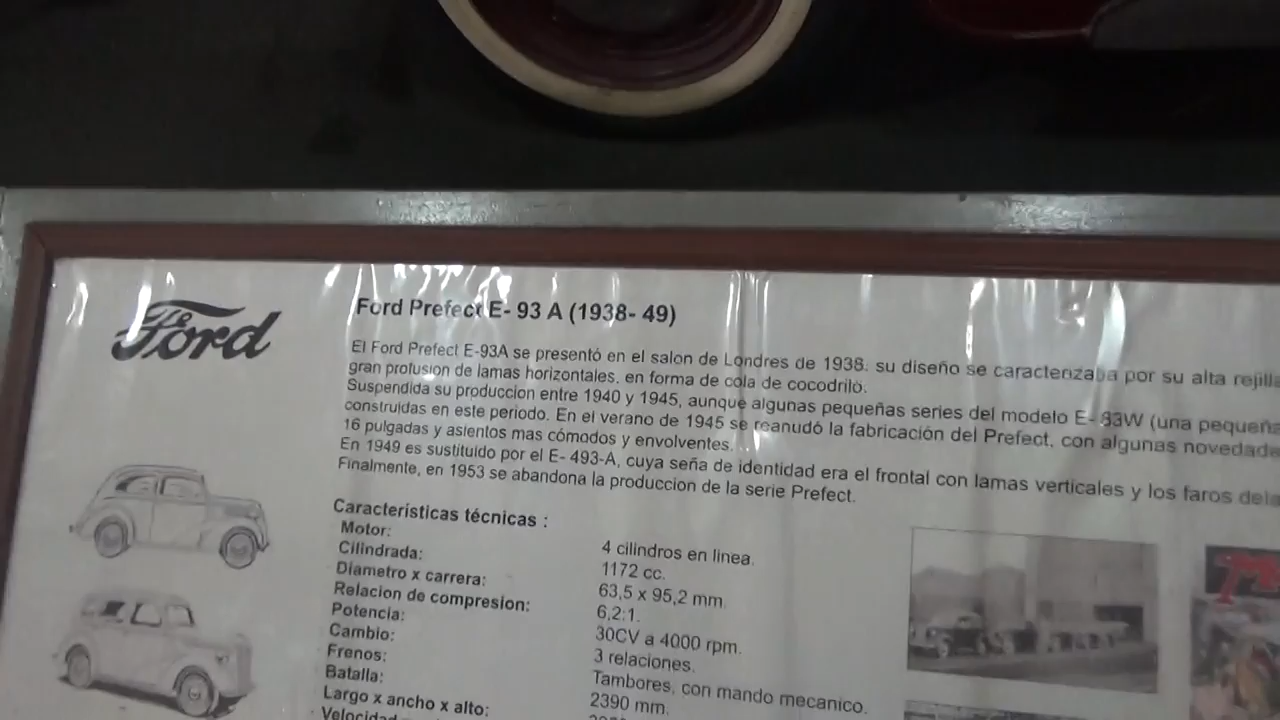 The Ford
Ford Prefect E- 93 A (1938- 49)
El Ford Prefect E-93A se presentó en el salon de Londres de 1938. su diseño se caracterizaba por su alta rejilla
gran profusion de lamas horizontales, en forma de cola de cocodrilo.
Suspendida su produccion entre 1940 y 1945, aunque algunas pequeñas series del modelo E- 83W (una pequeña
construidas en este periodo. En el verano de 1945 se reanudó la fabricación del Prefect, con algunas
16 pulgadas y asientos mas cómodos y envolventes.
En 1949 es sustituido por el E- 493-A, cuya seña de identidad era el frontal con lamas verticales y los faros
Finalmente, en 1953 se abandona la produccion de la serie Prefect.
Características técnicas :
Motor: 4 cilindros en linea.
Cilindrada: 1172 cc.
Diametro x carrera: 63,5 x 95,2 mm.
Relacion de compresion: 6,2:1.
Potencia: 30CV a 4000 rpm.
Cambio: 3 relaciones.
Frenos: Tambores, con mando mecanico.
Batalla: 2390 mm.
Largo x ancho x alto: